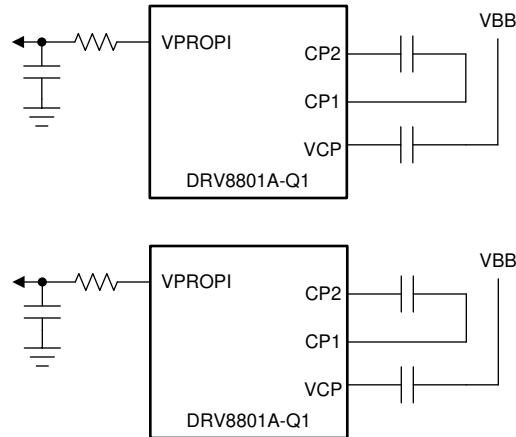 VBB
VPROPI
CP2
CP1
VCP
DRV8801A-Q1
VBB
VPROPI
CP2
CP1
VCP
DRV8801A-Q1